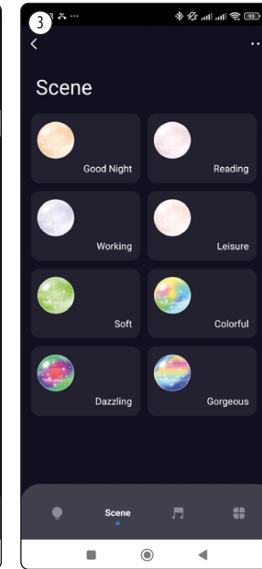 3
Scene
Good Night
Reading
Working
Leisure
Soft
Colorful
Dazzling
Gorgeous
Scene